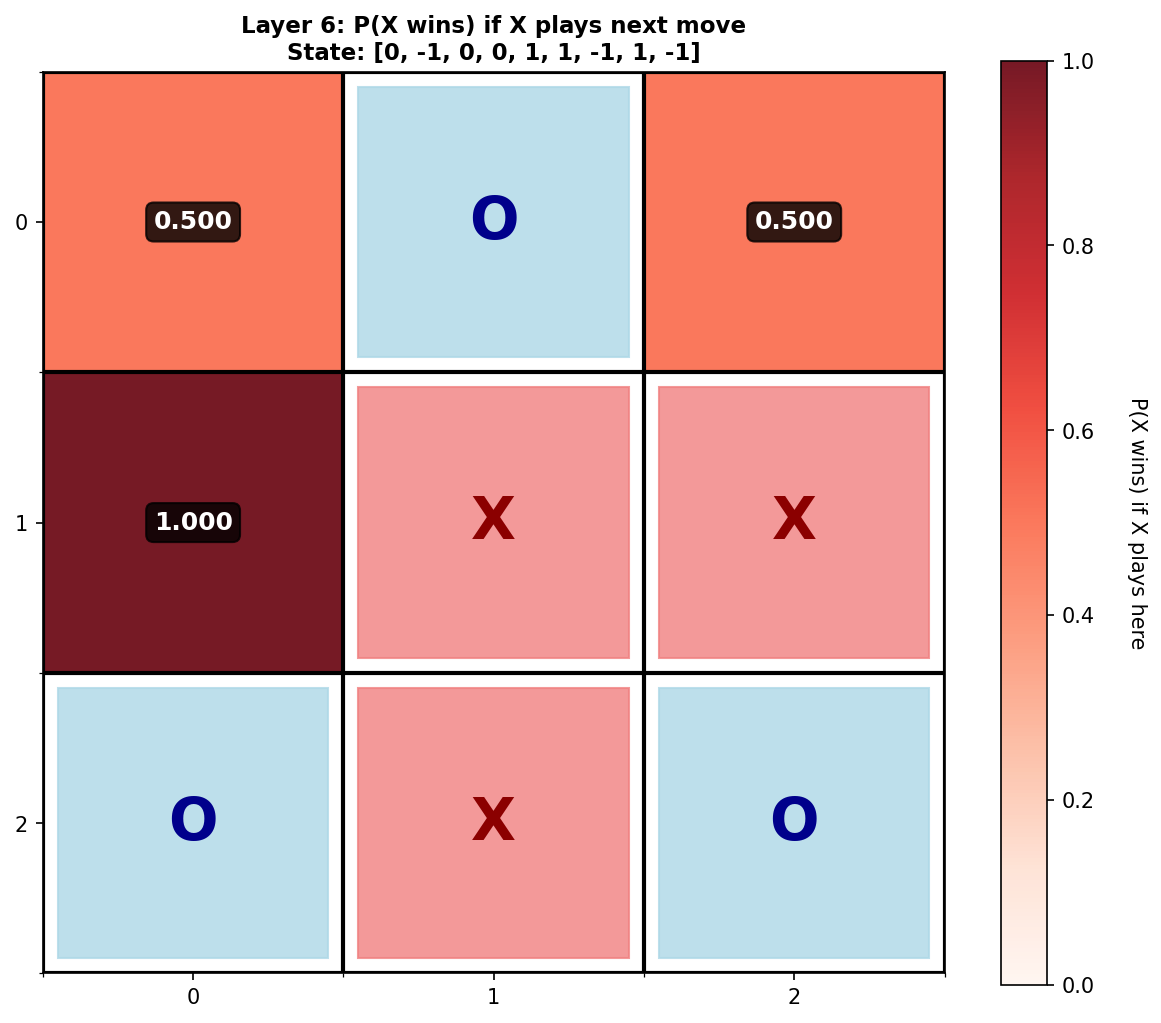 Layer 6: P(X wins) if X plays next move
State: [0, -1, 0, 0, 1, 1, -1, 1, -1]
0.500
O
0.500
1.000
X
X
O
X
O
0
1
2
0
1
2
1.0
0.8
0.6
0.4
0.2
0.0
P(X wins) if X plays here